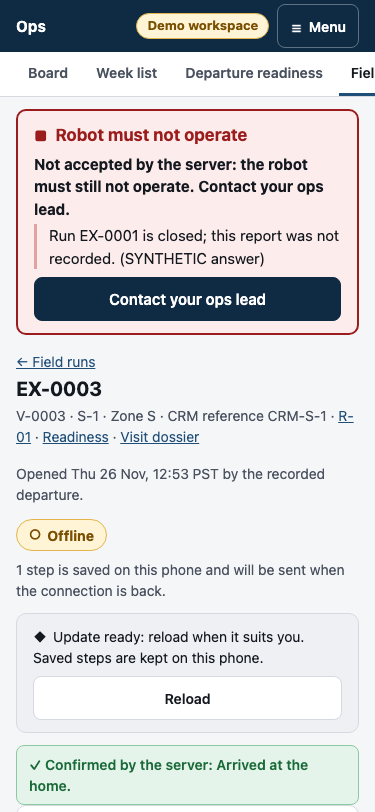 Ops
Demo workspace
≡ Menu
Board
Week list
Departure readiness
Fiel
Robot must not operate
Not accepted by the server: the robot
must still not operate. Contact your ops
lead.
Run EX-0001 is closed; this report was not
recorded. (SYNTHETIC answer)
Contact your ops lead
← Field runs
EX-0003
V-0003 · S-1 · Zone S · CRM reference CRM-S-1 · R-
01 · Readiness · Visit dossier
Opened Thu 26 Nov, 12:53 PST by the recorded
departure.
Offline
1 step is saved on this phone and will be sent when
the connection is back.
◆ Update ready: reload when it suits you.
Saved steps are kept on this phone.
Reload
✓ Confirmed by the server: Arrived at the
home.